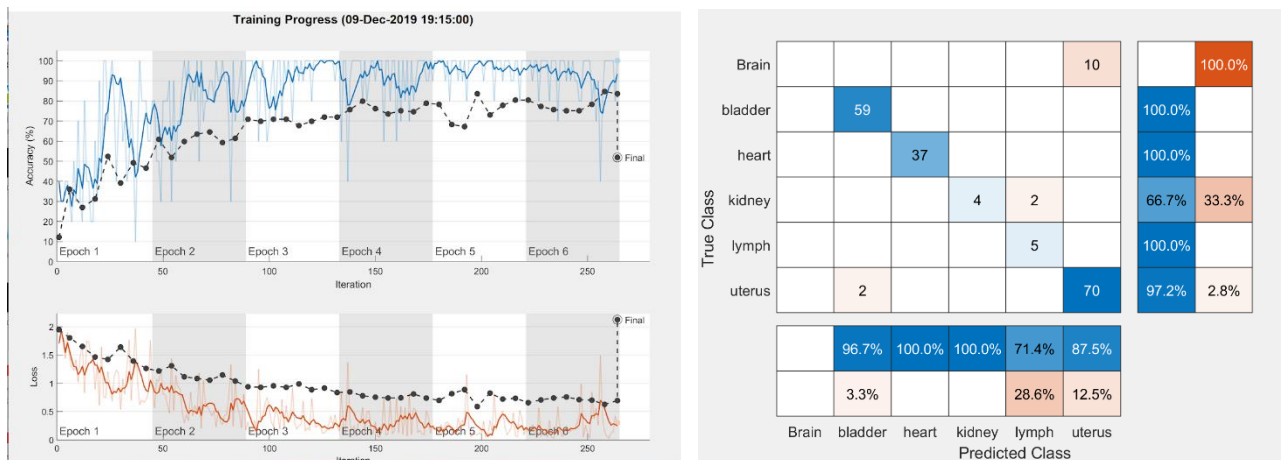 Training Progress (09-Dec-2019 19:15:00)
100
90
80
70
60
50
40
30
20
10
0
Accuracy (%)
Final
Epoch 1 Epoch 2 Epoch 3 Epoch 4 Epoch 5 Epoch 6
0 50 100 150 200 250
Iteration
2
1.5
1
0.5
0
Loss
Final
Epoch 1 Epoch 2 Epoch 3 Epoch 4 Epoch 5 Epoch 6
0 50 100 150 200 250
Iteration
True Class
Brain 10 100.0%
bladder 59 100.0%
heart 37 100.0%
kidney 4 2 66.7% 33.3%
lymph 5 100.0%
uterus 2 70 97.2% 2.8%
96.7% 100.0% 100.0% 71.4% 87.5%
3.3% 28.6% 12.5%
Brain bladder heart kidney lymph uterus
Predicted Class